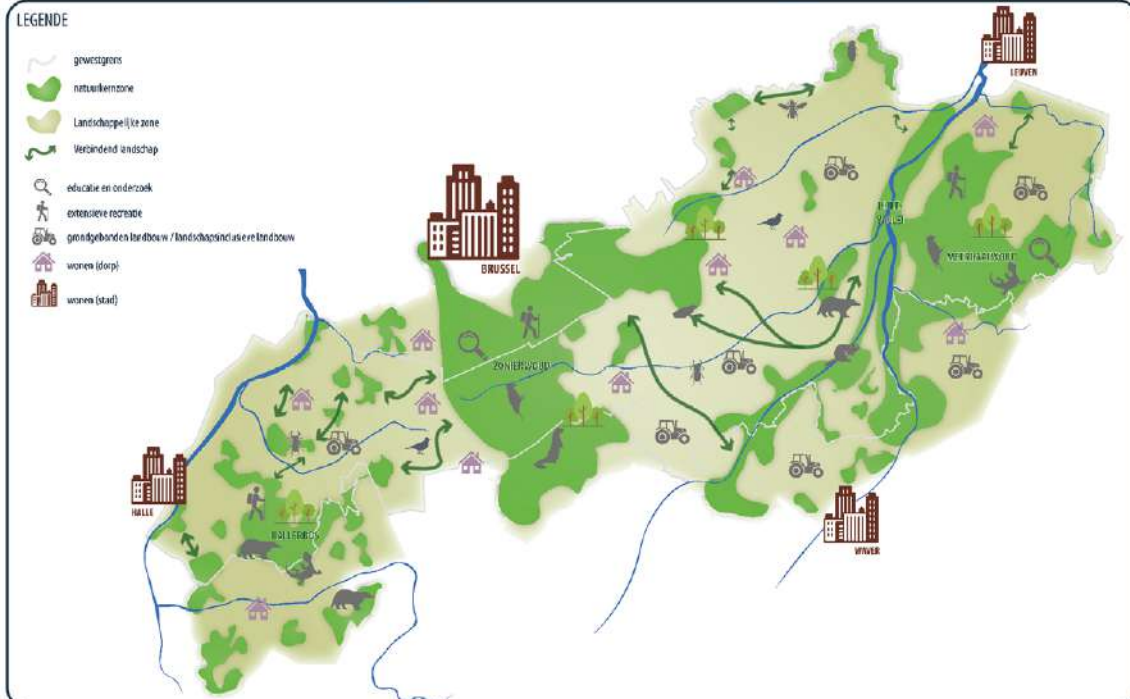 LEGENDE
gewestgrens
natuurkernzone
Landschappelijke zone
Verbindend landschap
educatie en onderzoek
extensieve recreatie
grondgebonden landbouw / landschapsinclusieve landbouw
wonen (dorp)
wonen (stad)
LEUVEN
BRUSSEL
MEERDAALWOUD
ZONIENWOUD
HALLE
HALLERBOS
WAVER